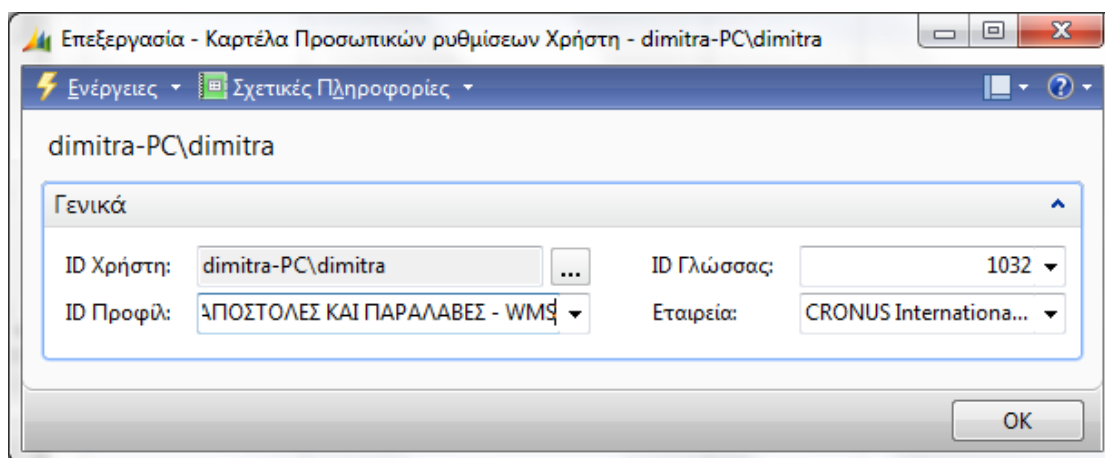 Επεξεργασία - Καρτέλα Προσωπικών ρυθμίσεων Χρήστη - dimitra-PC\dimitra
Ενέργειες Σχετικές Πληροφορίες
dimitra-PC\dimitra
Γενικά
ID Χρήστη: dimitra-PC\dimitra ... ID Γλώσσας: 1032
ID Προφίλ: ΑΠΟΣΤΟΛΕΣ ΚΑΙ ΠΑΡΑΛΑΒΕΣ - WMS Εταιρεία: CRONUS Internationa...
OK